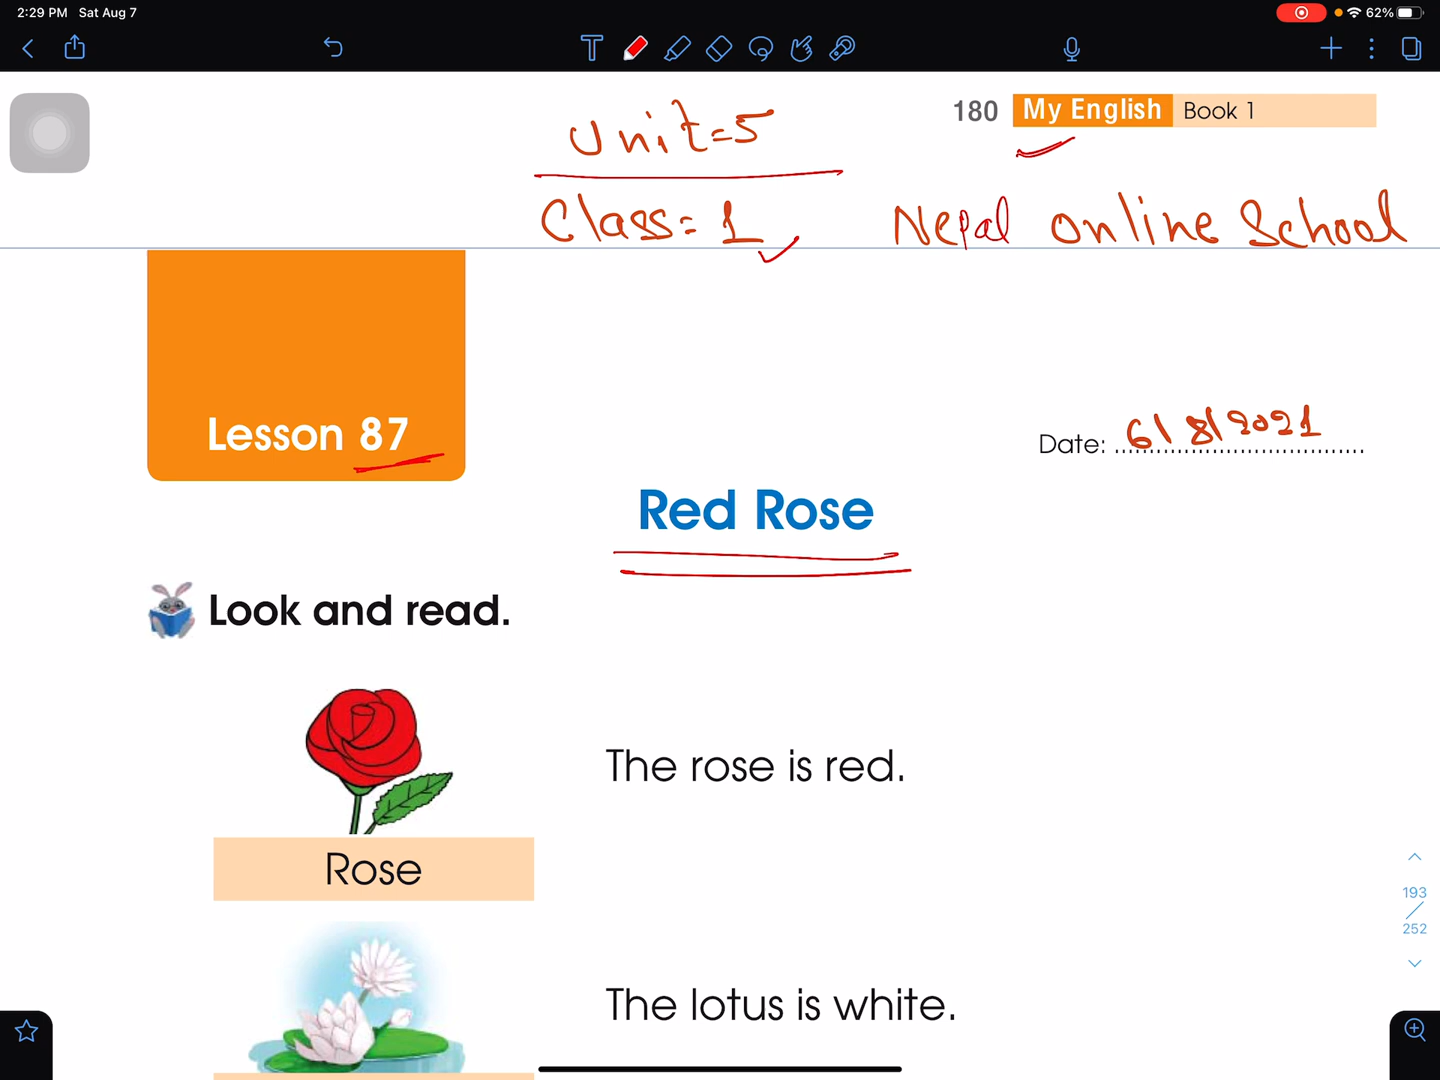 2:29 PM Sat Aug 7
62%
T
Unit=5
180 My English Book 1
Class=1
Nepal online School
Lesson 87
Date: 6/8/2021
Red Rose
Look and read.
The rose is red.
Rose
193
252
The lotus is white.